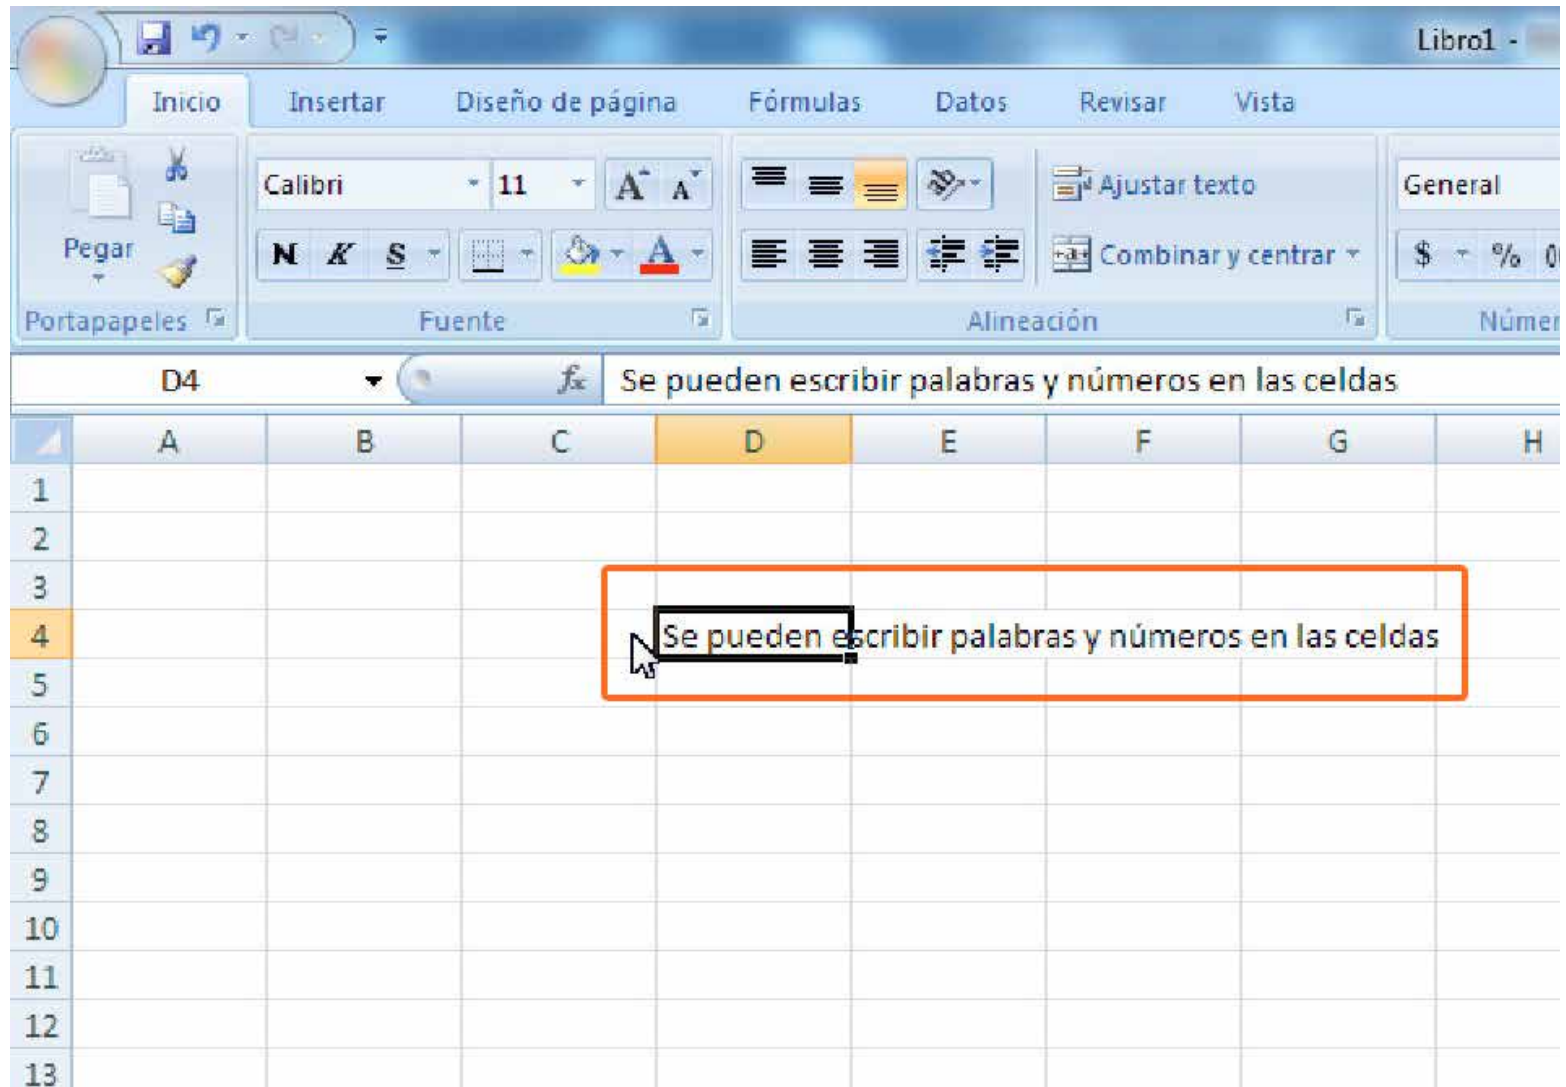 Libro1 -
Inicio Insertar Diseño de página Fórmulas Datos Revisar Vista
Calibri 11 A A Ajustar texto General
Pegar N K S A Combinar y centrar $ %
Portapapeles Fuente Alineación Númer
D4 fx Se pueden escribir palabras y números en las celdas
A B C D E F G H
1
2
3
4 Se pueden escribir palabras y números en las celdas
5
6
7
8
9
10
11
12
13